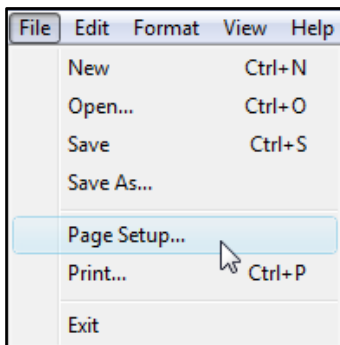 File Edit Format View Help
New Ctrl+N
Open... Ctrl+O
Save Ctrl+S
Save As...
Page Setup...
Print... Ctrl+P
Exit